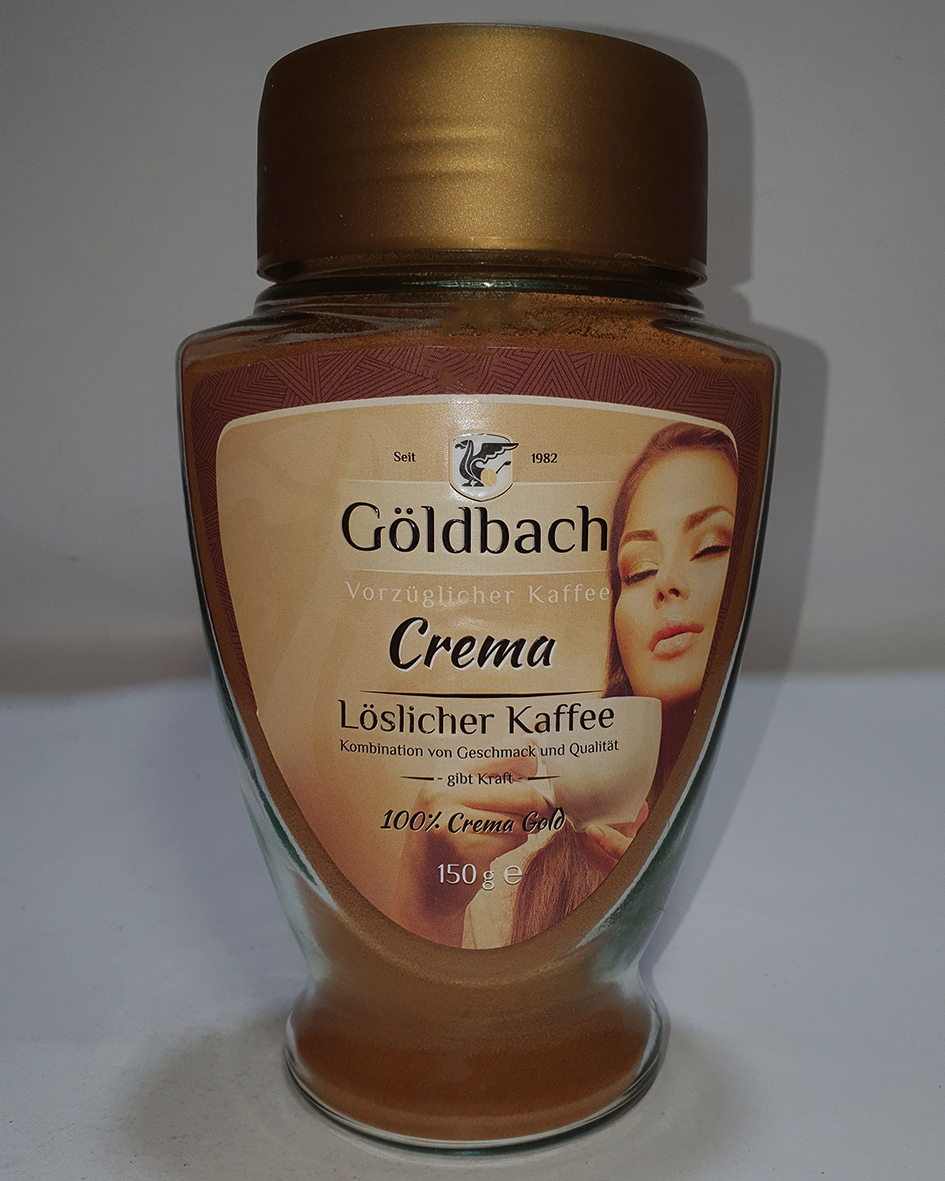 Seit 1982
Göldbach
Vorzüglicher Kaffee
Crema
Löslicher Kaffee
Kombination von Geschmack und Qualität
- gibt Kraft -
100% Crema Gold
150 g ℮